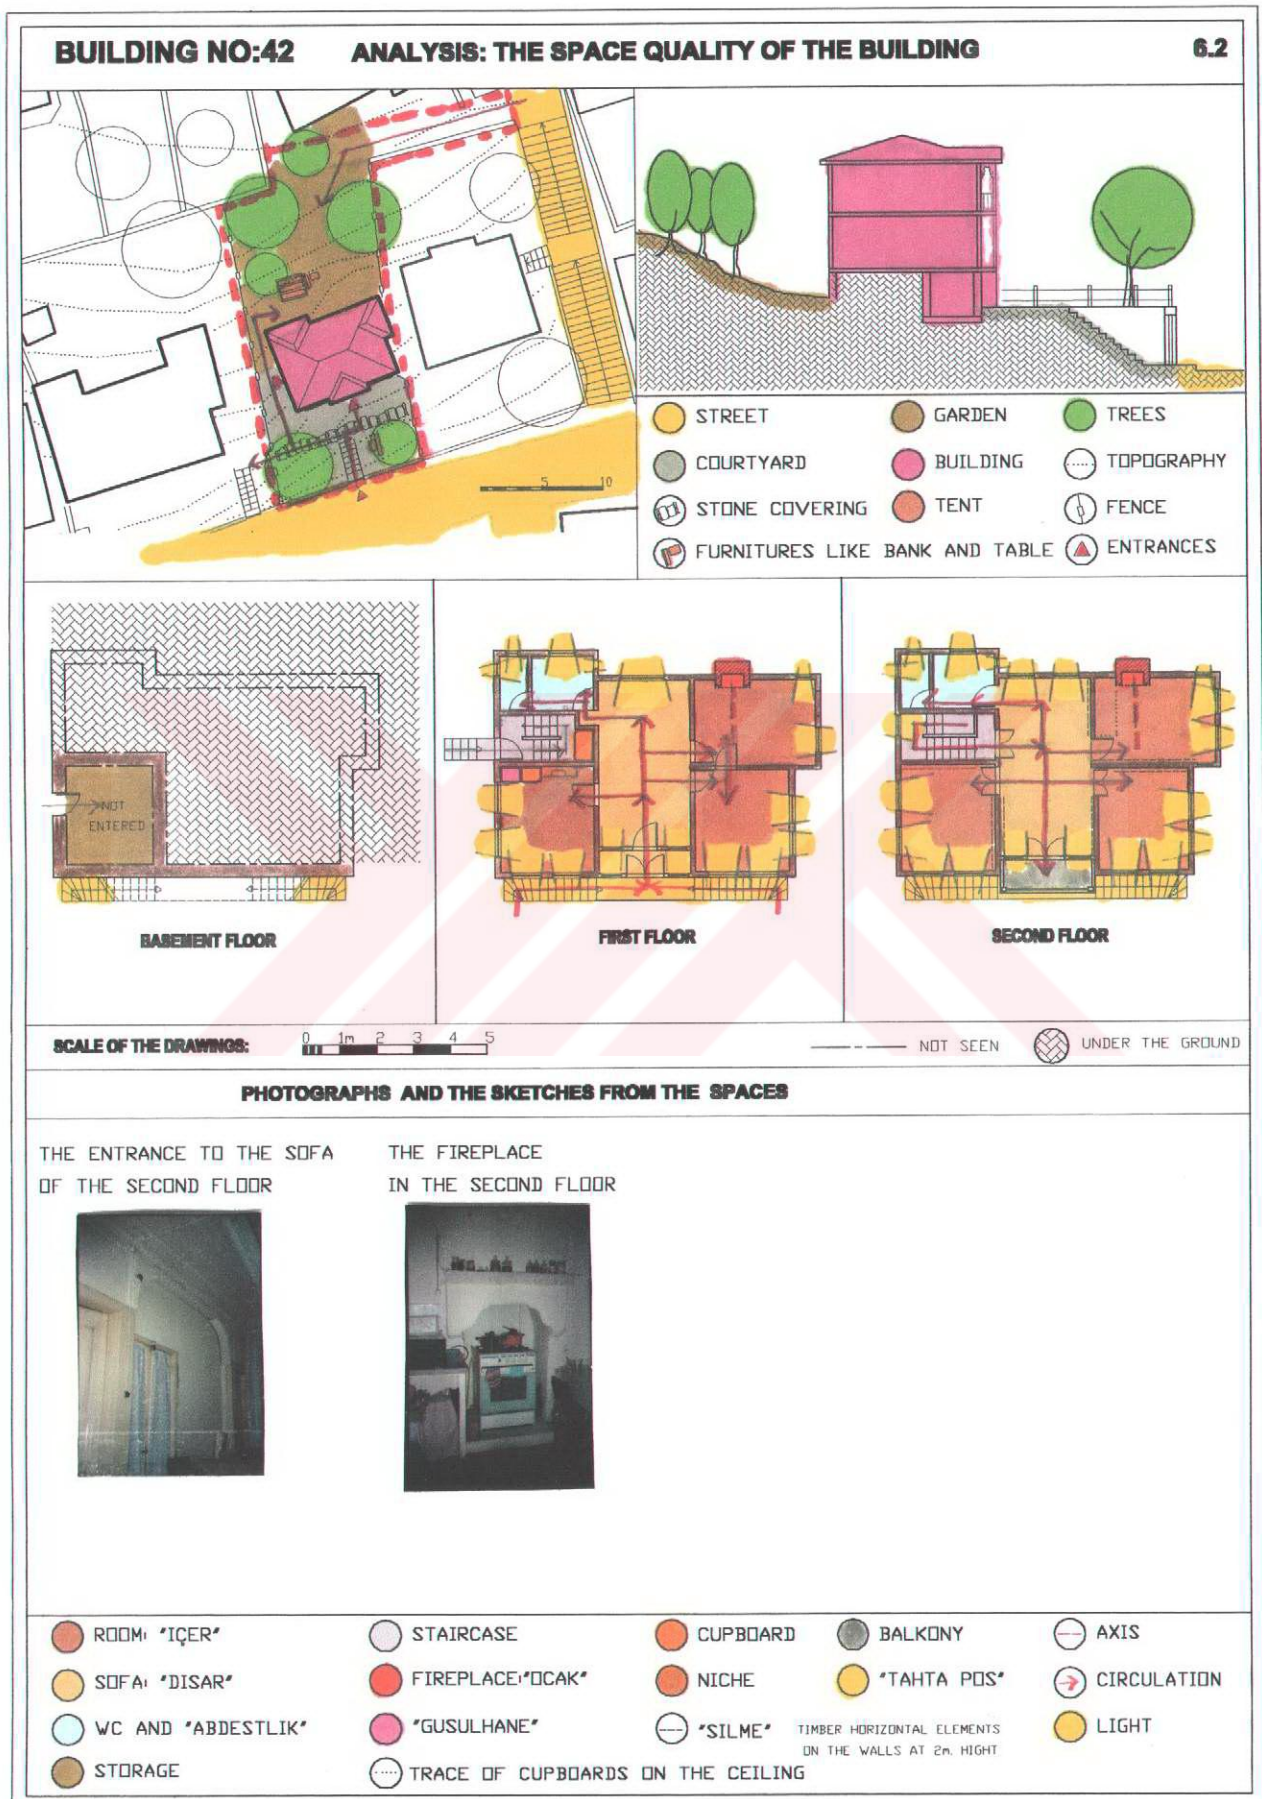 BUILDING NO:42 ANALYSIS: THE SPACE QUALITY OF THE BUILDING 6.2
5 10
STREET GARDEN TREES
COURTYARD BUILDING TOPOGRAPHY
STONE COVERING TENT FENCE
FURNITURES LIKE BANK AND TABLE ENTRANCES
NOT
ENTERED
BASEMENT FLOOR FIRST FLOOR SECOND FLOOR
SCALE OF THE DRAWINGS: 0 1m 2 3 4 5 NOT SEEN UNDER THE GROUND
PHOTOGRAPHS AND THE SKETCHES FROM THE SPACES
THE ENTRANCE TO THE SOFA
OF THE SECOND FLOOR
THE FIREPLACE
IN THE SECOND FLOOR
ROOM: "IÇER" STAIRCASE CUPBOARD BALKONY AXIS
SOFA: "DISAR" FIREPLACE:"OCAK" NICHE "TAHTA POS" CIRCULATION
WC AND "ABDESTLIK" "GUSULHANE" "SILME" TIMBER HORIZONTAL ELEMENTS
ON THE WALLS AT 2m. HIGHT LIGHT
STORAGE TRACE OF CUPBOARDS ON THE CEILING